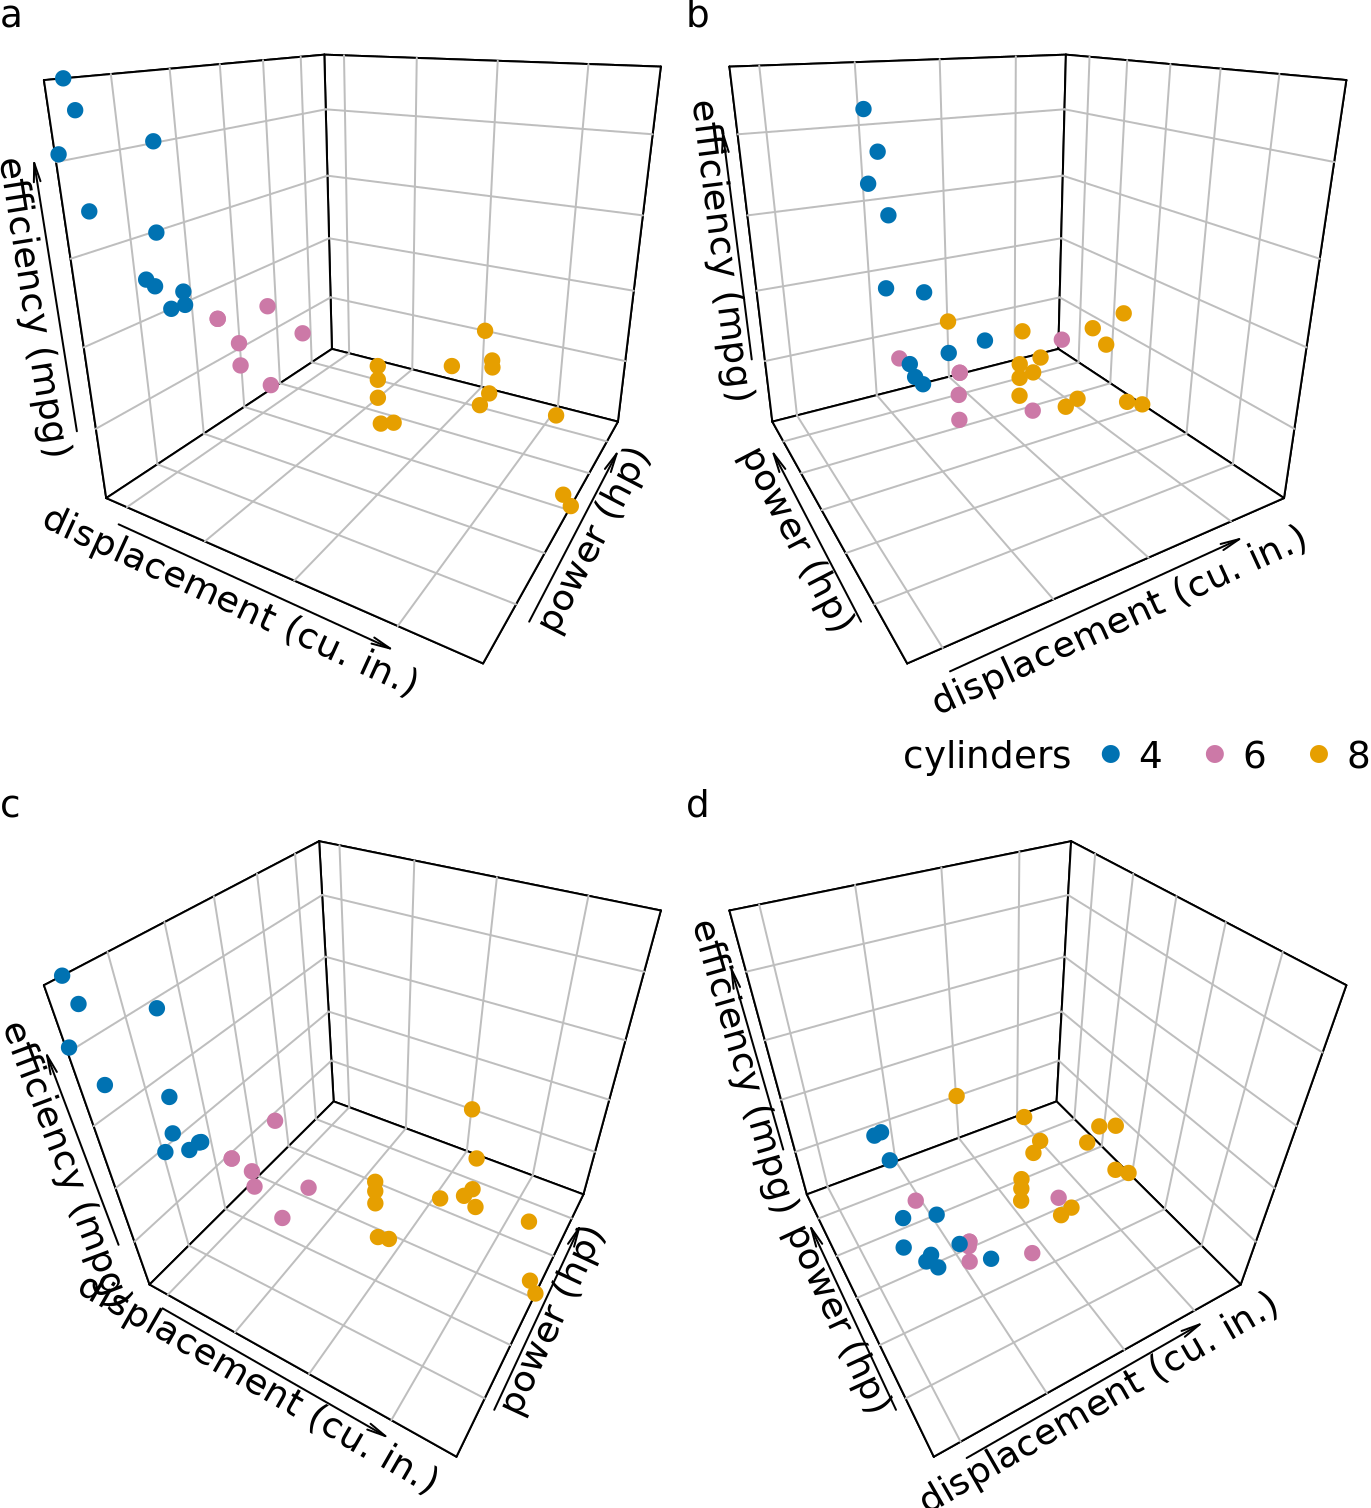 a
efficiency (mpg)
displacement (cu. in.)
power (hp)
b
efficiency (mpg)
power (hp)
displacement (cu. in.)
cylinders 4 6 8
c
efficiency (mpg)
displacement (cu. in.)
power (hp)
d
efficiency (mpg)
power (hp)
displacement (cu. in.)